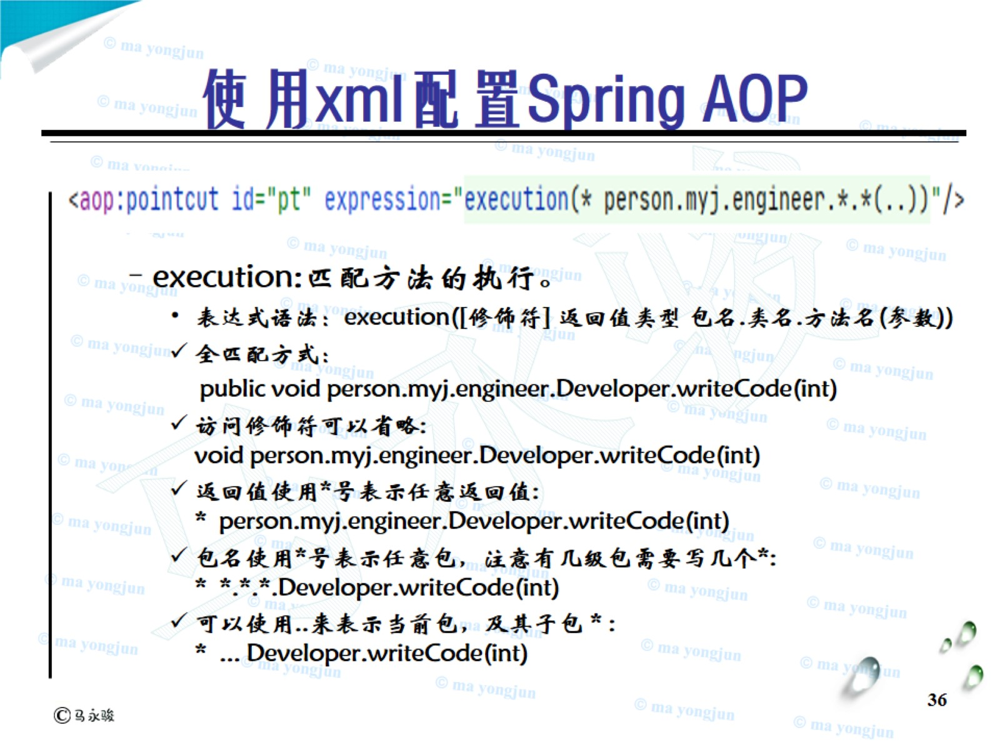 使用xml配置Spring AOP
<aop:pointcut id="pt" expression="execution(* person.myj.engineer.*.*(..))"/>
– execution:匹配方法的执行。
• 表达式语法：execution([修饰符] 返回值类型 包名.类名.方法名(参数))
✓ 全匹配方式：
public void person.myj.engineer.Developer.writeCode(int)
✓ 访问修饰符可以省略:
void person.myj.engineer.Developer.writeCode(int)
✓ 返回值使用*号表示任意返回值:
* person.myj.engineer.Developer.writeCode(int)
✓ 包名使用*号表示任意包，注意有几级包需要写几个*:
* *.*.*.Developer.writeCode(int)
✓ 可以使用..来表示当前包，及其子包 * :
* ... Developer.writeCode(int)
36
©马永骏
© ma yongjun
马永骏